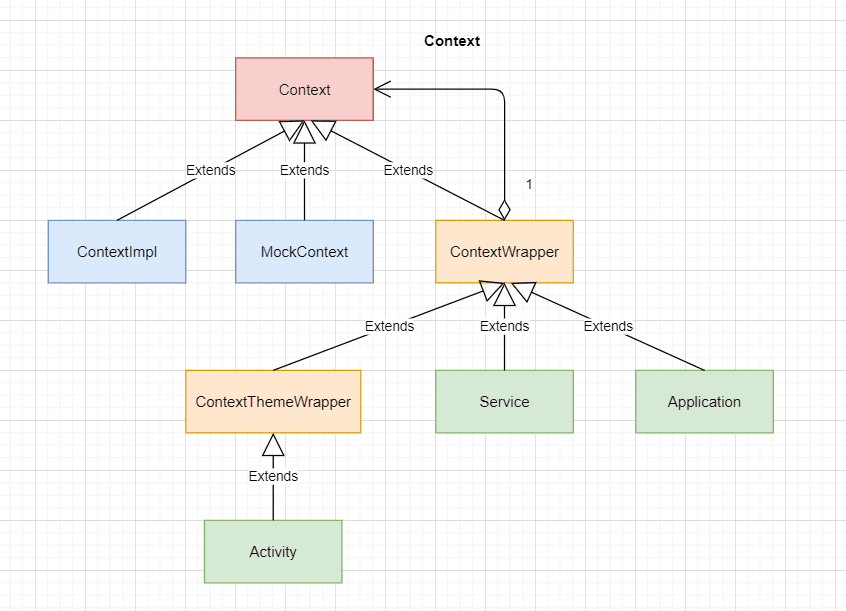 Context
Context
Extends
Extends
Extends
1
ContextImpl
MockContext
ContextWrapper
Extends
Extends
Extends
ContextThemeWrapper
Service
Application
Extends
Activity